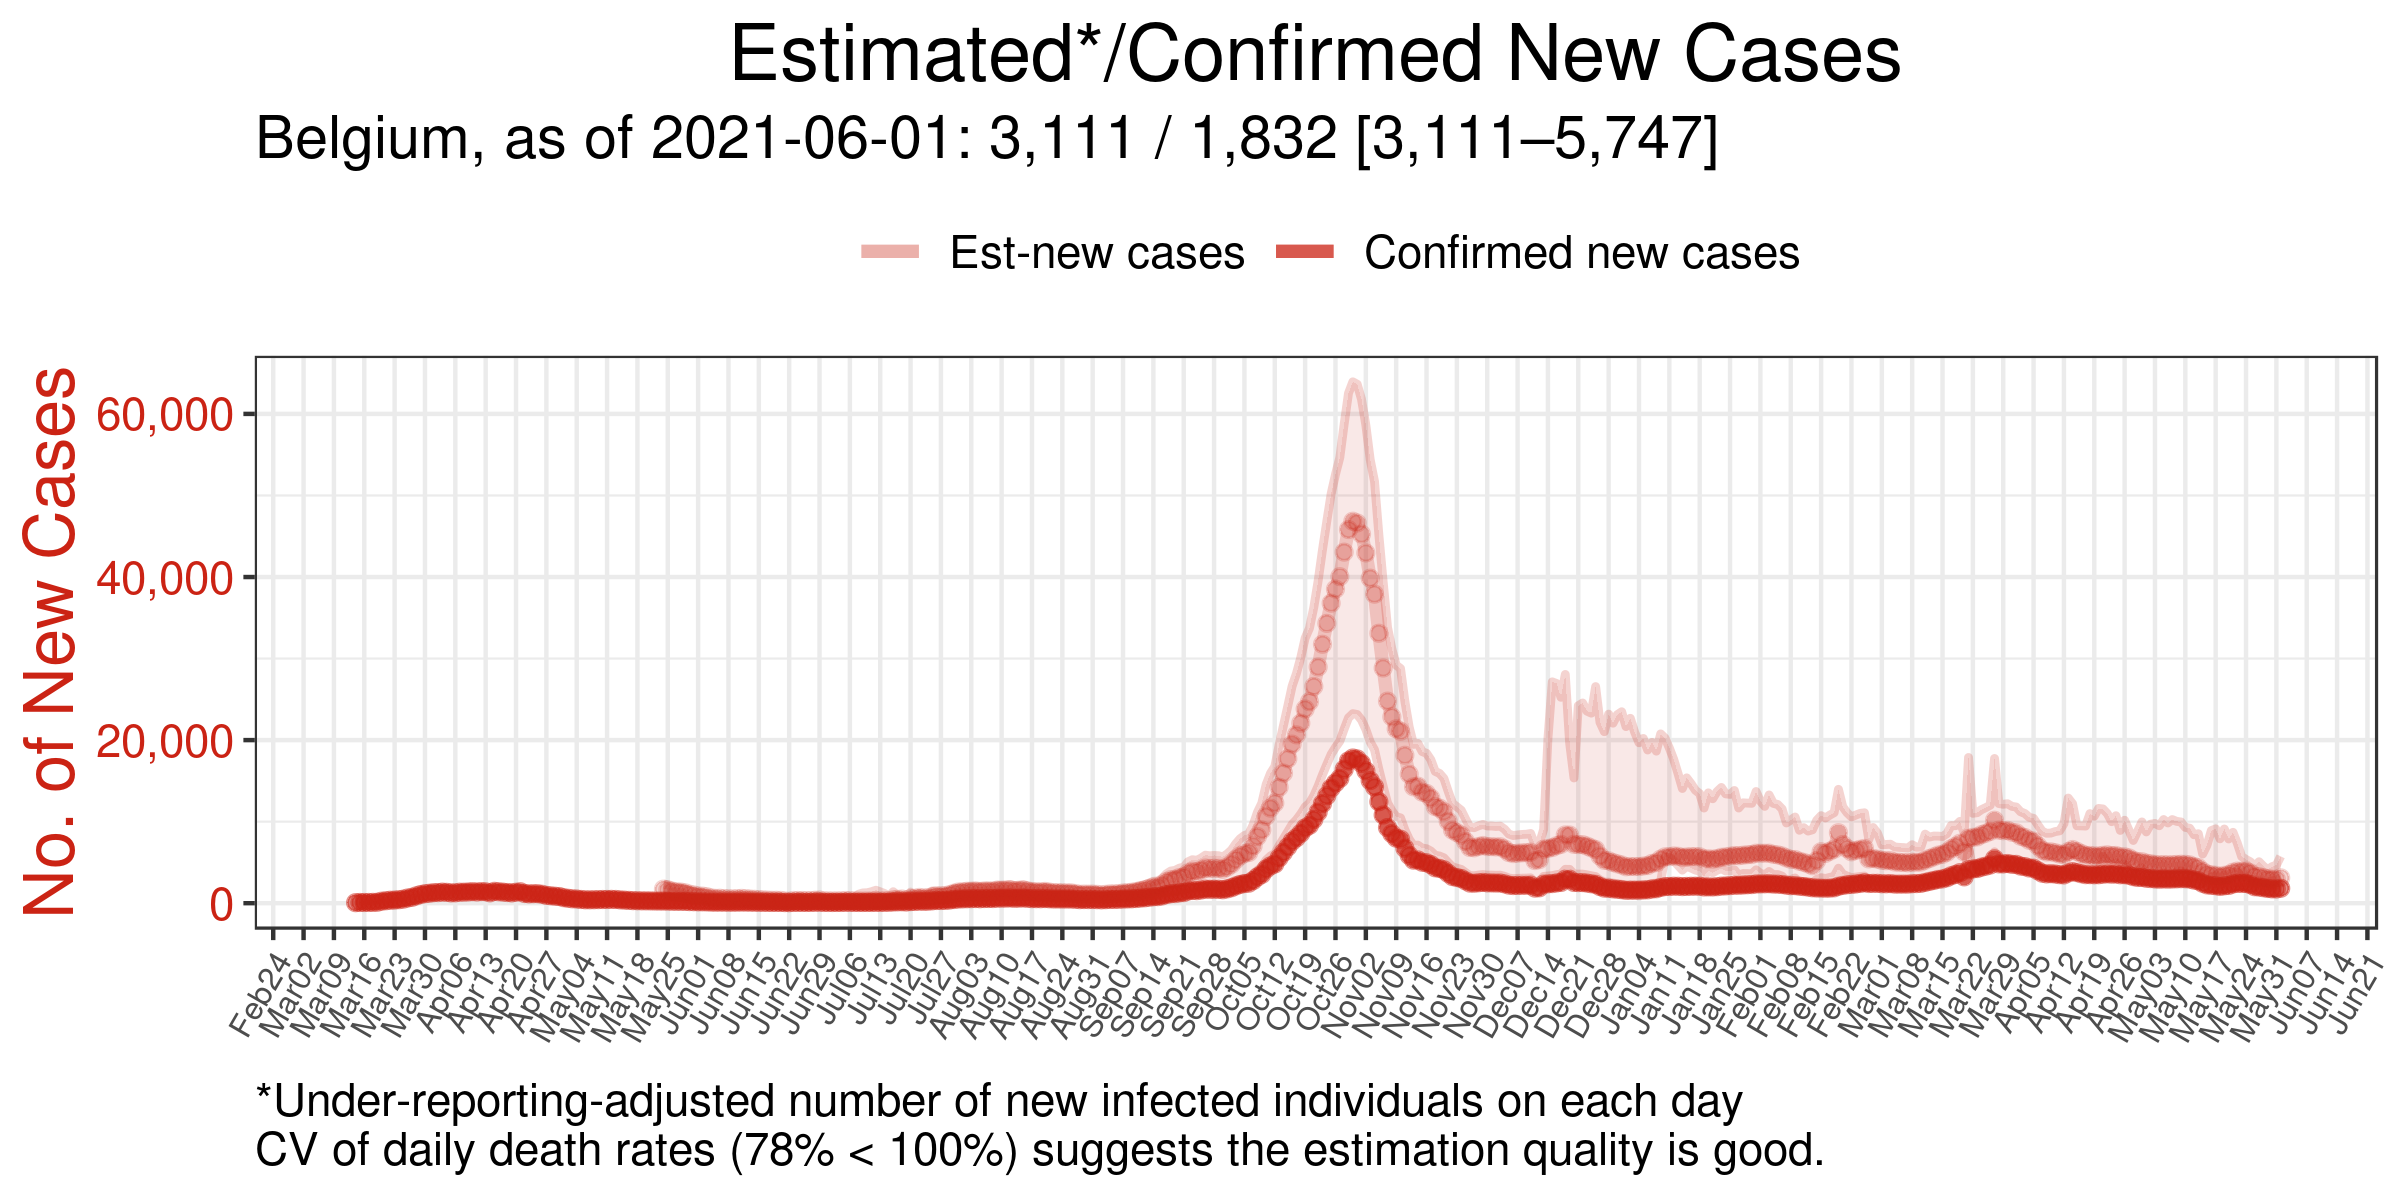 Estimated*/Confirmed New Cases
Belgium, as of 2021-06-01: 3,111 / 1,832 [3,111–5,747]
Est-new cases Confirmed new cases
No. of New Cases
60,000
40,000
20,000
0
Feb24 Mar02 Mar09 Mar16 Mar23 Mar30 Apr06 Apr13 Apr20 Apr27 May04 May11 May18 May25 Jun01 Jun08 Jun15 Jun22 Jun29 Jul06 Jul13 Jul20 Jul27 Aug03 Aug10 Aug17 Aug24 Aug31 Sep07 Sep14 Sep21 Sep28 Oct05 Oct12 Oct19 Oct26 Nov02 Nov09 Nov16 Nov23 Nov30 Dec07 Dec14 Dec21 Dec28 Jan04 Jan11 Jan18 Jan25 Feb01 Feb08 Feb15 Feb22 Mar01 Mar08 Mar15 Mar22 Mar29 Apr05 Apr12 Apr19 Apr26 May03 May10 May17 May24 May31 Jun07 Jun14 Jun21
*Under-reporting-adjusted number of new infected individuals on each day
CV of daily death rates (78% < 100%) suggests the estimation quality is good.